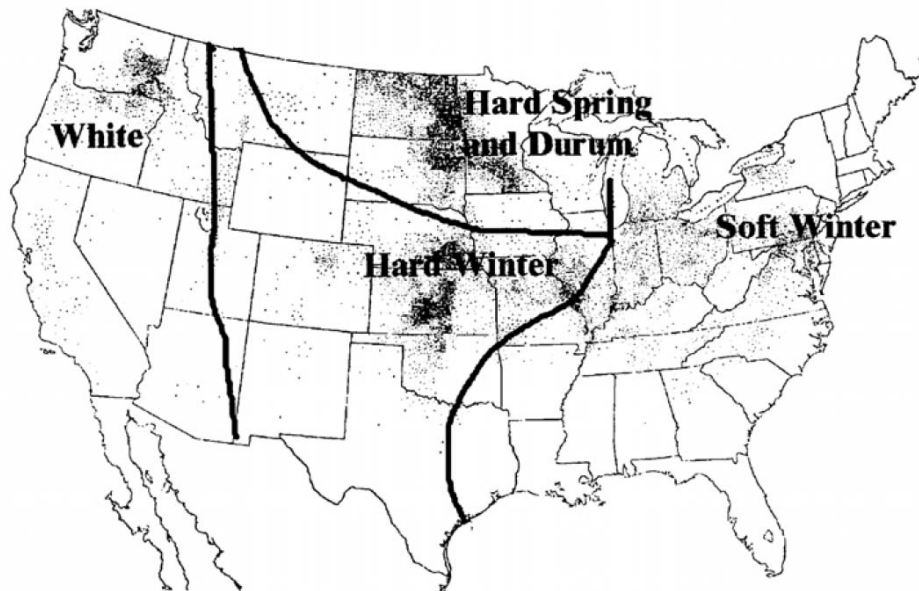 Hard Spring
and Durum
White
Soft Winter
Hard Winter